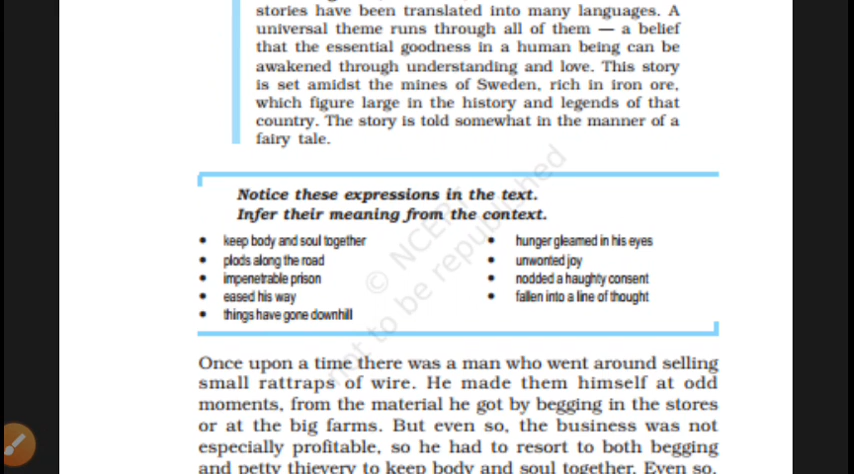 stories have been translated into many languages. A
universal theme runs through all of them — a belief
that the essential goodness in a human being can be
awakened through understanding and love. This story
is set amidst the mines of Sweden, rich in iron ore,
which figure large in the history and legends of that
country. The story is told somewhat in the manner of a
fairy tale.
Notice these expressions in the text.
Infer their meaning from the context.
• keep body and soul together
• plods along the road
• impenetrable prison
• eased his way
• things have gone downhill
• hunger gleamed in his eyes
• unwonted joy
• nodded a haughty consent
• fallen into a line of thought
© NCERT
not to be republished
Once upon a time there was a man who went around selling
small rattraps of wire. He made them himself at odd
moments, from the material he got by begging in the stores
or at the big farms. But even so, the business was not
especially profitable, so he had to resort to both begging
and petty thievery to keep body and soul together. Even so,